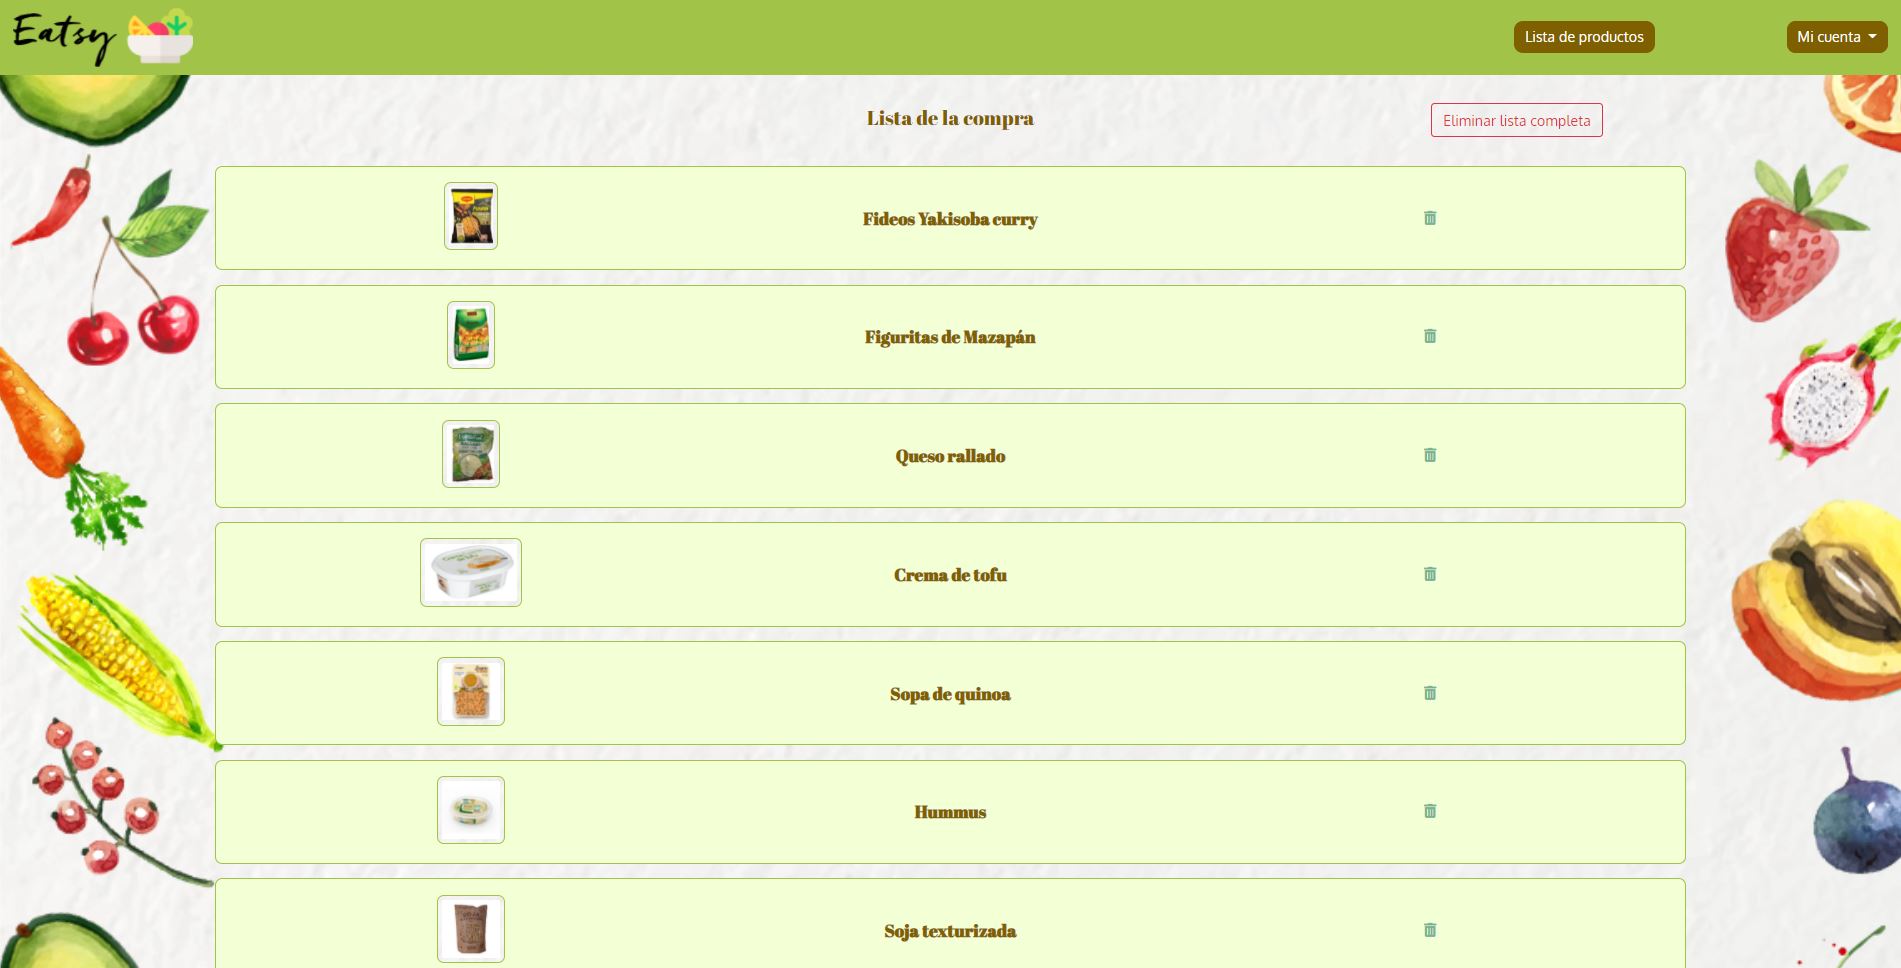 Eatsy
Lista de productos
Mi cuenta
Lista de la compra
Eliminar lista completa
Fideos Yakisoba curry
Figuritas de Mazapán
Queso rallado
Crema de tofu
Sopa de quinoa
Hummus
Soja texturizada